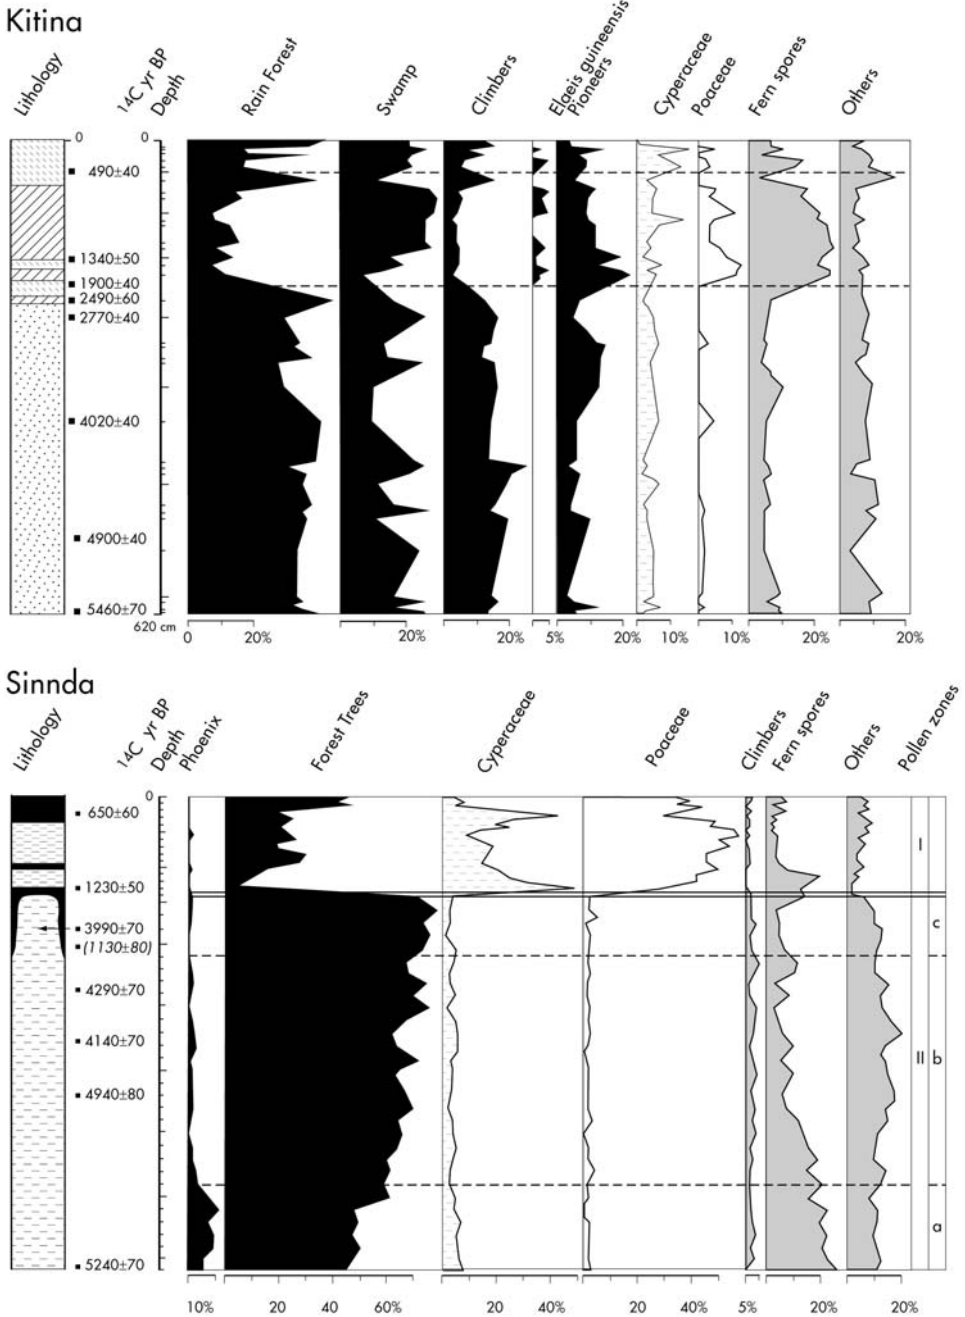 Kitina
Lithology
14C yr BP
Depth
Rain Forest
Swamp
Climbers
Elaeis guineensis
Pioneers
Cyperaceae
Poaceae
Fern spores
Others
0 0
490±40
1340±50
1900±40
2490±60
2770±40
4020±40
4900±40
5460±70
620 cm
0 20% 20% 20% 5% 20% 10% 10% 20% 20%
Sinnda
Lithology
14C yr BP
Depth
Phoenix
Forest Trees
Cyperaceae
Poaceae
Climbers
Fern spores
Others
Pollen zones
0
650±60
I
1230±50
3990±70 c
(1130±80)
4290±70
4140±70
II b
4940±80
a
5240±70
10% 20 40 60% 20 40% 20 40% 5% 20% 20%